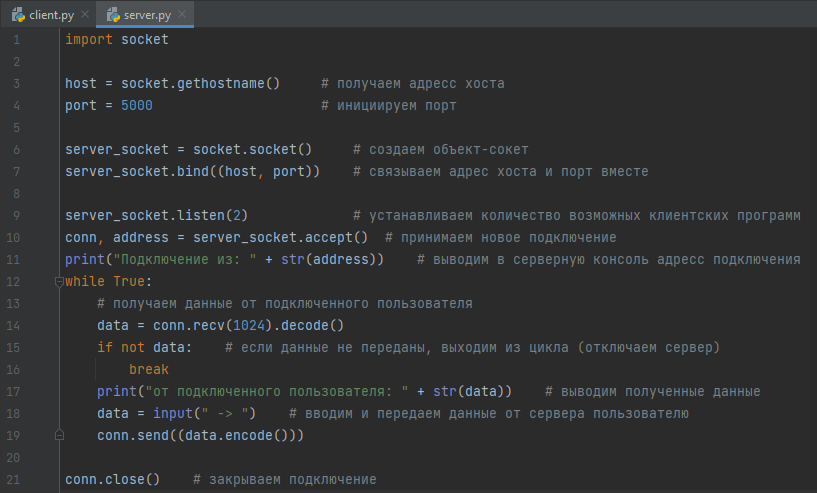 client.py server.py
1 import socket
2
3 host = socket.gethostname() # получаем адресс хоста
4 port = 5000 # инициируем порт
5
6 server_socket = socket.socket() # создаем объект-сокет
7 server_socket.bind((host, port)) # связываем адрес хоста и порт вместе
8
9 server_socket.listen(2) # устанавливаем количество возможных клиентских программ
10 conn, address = server_socket.accept() # принимаем новое подключение
11 print("Подключение из: " + str(address)) # выводим в серверную консоль адресс подключения
12 while True:
13 # получаем данные от подключенного пользователя
14 data = conn.recv(1024).decode()
15 if not data: # если данные не переданы, выходим из цикла (отключаем сервер)
16 break
17 print("от подключенного пользователя: " + str(data)) # выводим полученные данные
18 data = input(" -> ") # вводим и передаем данные от сервера пользователю
19 conn.send((data.encode()))
20
21 conn.close() # закрываем подключение